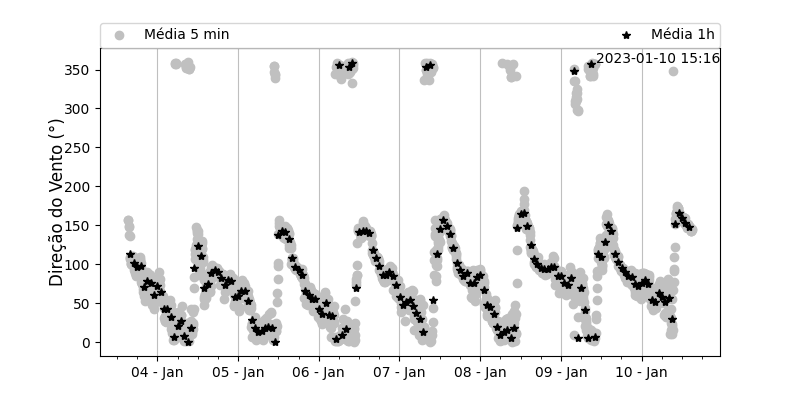 Média 5 min
Média 1h
2023-01-10 15:16
Direção do Vento (°)
350
300
250
200
150
100
50
0
04 - Jan
05 - Jan
06 - Jan
07 - Jan
08 - Jan
09 - Jan
10 - Jan